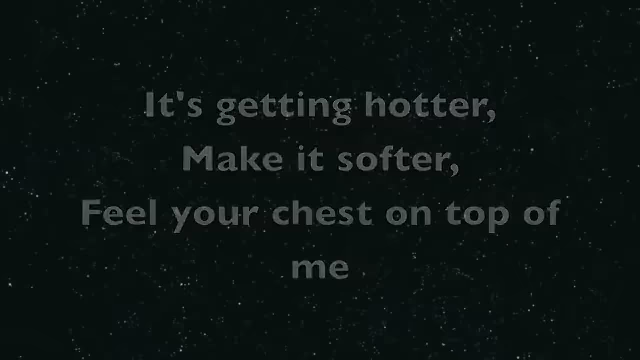 It's getting hotter,
Make it softer,
Feel your chest on top of
me